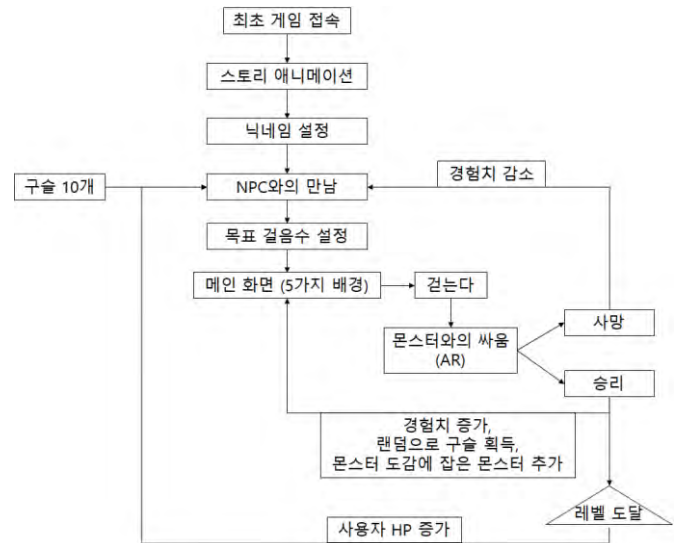 최초 게임 접속
스토리 애니메이션
닉네임 설정
구슬 10개
NPC와의 만남
경험치 감소
목표 걸음수 설정
메인 화면 (5가지 배경)
걷는다
몬스터와의 싸움
(AR)
사망
승리
경험치 증가,
랜덤으로 구슬 획득,
몬스터 도감에 잡은 몬스터 추가
레벨 도달
사용자 HP 증가